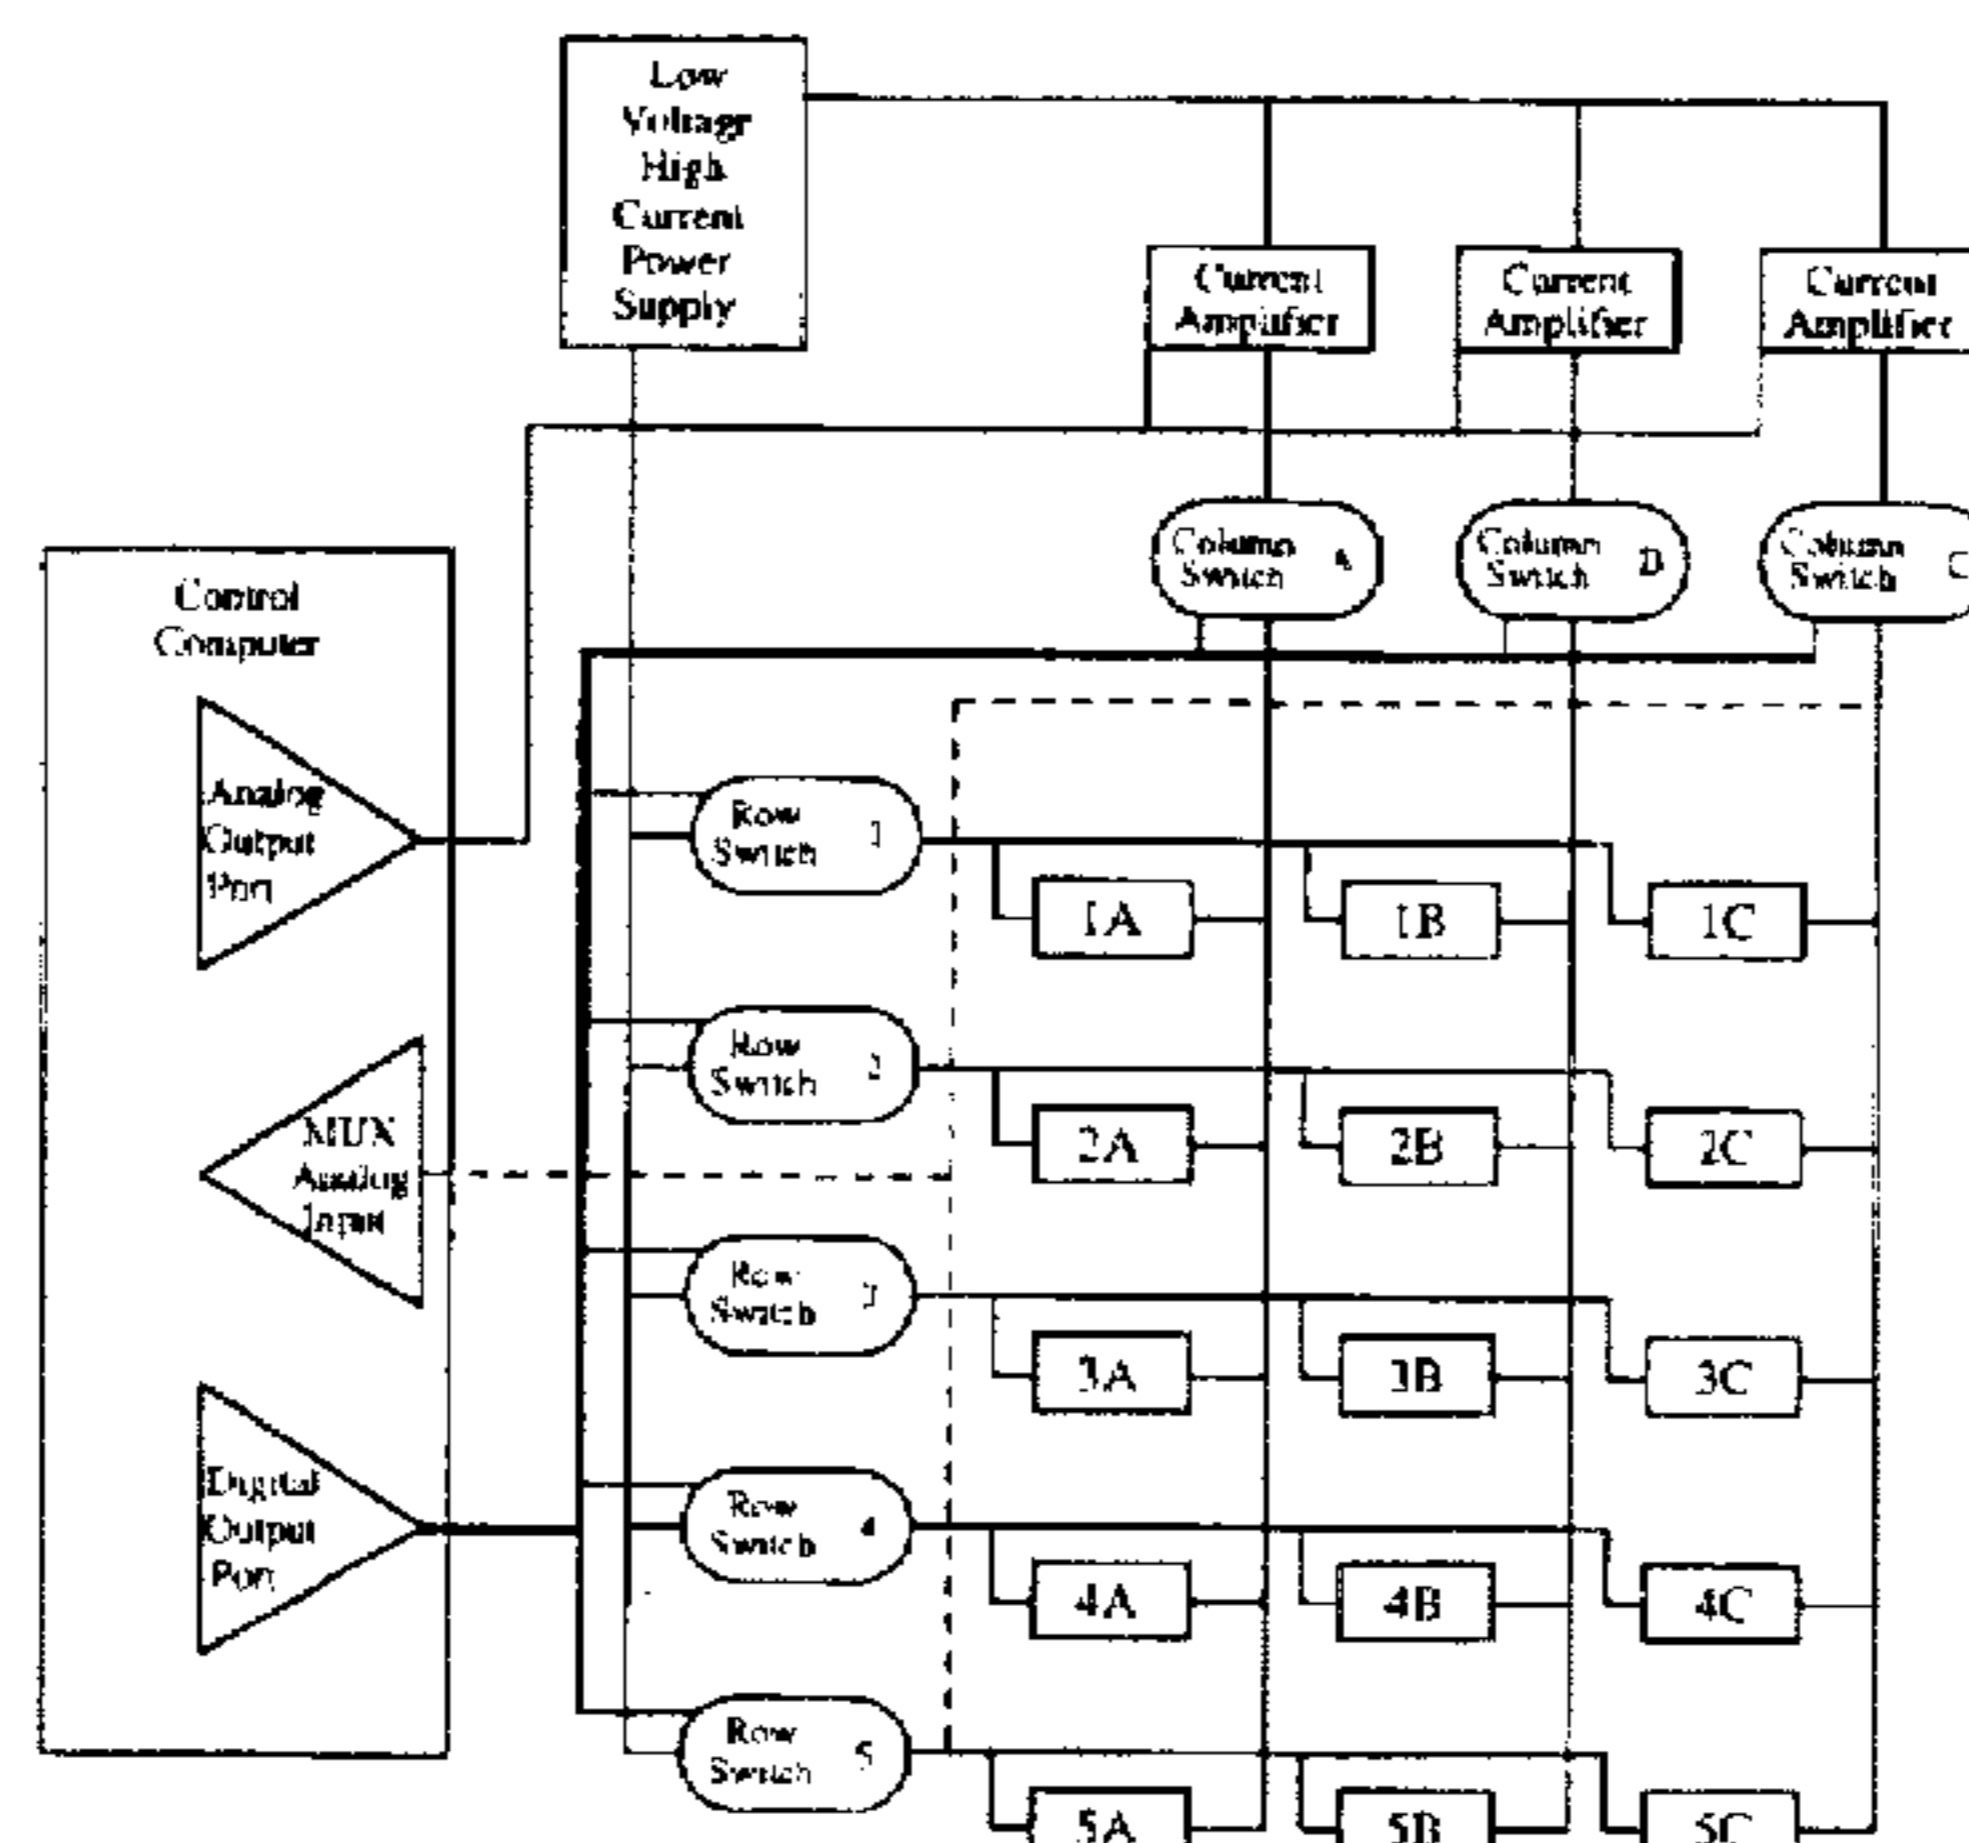 Low
Voltage
High
Current
Power
Supply
Current
Amplifier
Current
Amplifier
Current
Amplifier
Column
Switch A
Column
Switch B
Column
Switch C
Control
Computer
Analog
Output
Port
MUX
Analog
Input
Digital
Output
Port
Row
Switch 1
1A
1B
1C
Row
Switch 2
2A
2B
2C
Row
Switch 3
3A
3B
3C
Row
Switch 4
4A
4B
4C
Row
Switch 5
5A
5B
5C